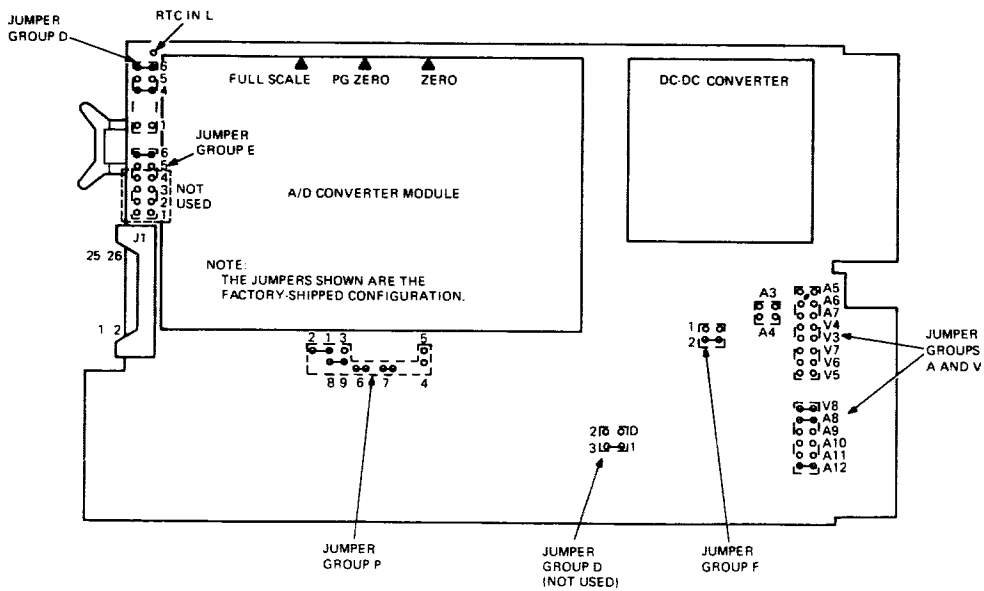 JUMPER
GROUP D
RTC IN L
6
5
4
1
FULL SCALE
PG ZERO
ZERO
DC-DC CONVERTER
JUMPER
GROUP E
6
5
4
3
2
1
NOT
USED
A/D CONVERTER MODULE
J1
25 26
1 2
NOTE:
THE JUMPERS SHOWN ARE THE
FACTORY-SHIPPED CONFIGURATION.
2 1 3
5
8 9 6 7 4
1
2
A3
A4
A5
A6
A7
V4
V3
V7
V6
V5
JUMPER
GROUPS
A AND V
V8
A8
A9
A10
A11
A12
2 D
3 1
JUMPER
GROUP P
JUMPER
GROUP D
(NOT USED)
JUMPER
GROUP F